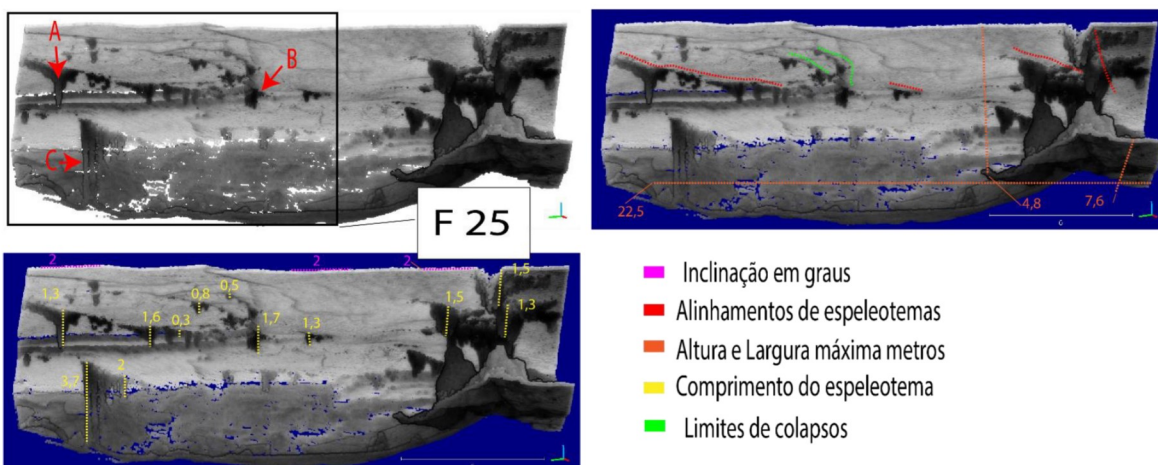 A
B
C
F 25
22,5
4,8
7,6
6
2
2
2
1,5
1,3
0,8
0,5
1,5
1,3
1,6
0,3
1,7
1,3
3,7
2
Inclinação em graus
Alinhamentos de espeleotemas
Altura e Largura máxima metros
Comprimento do espeleotema
Limites de colapsos